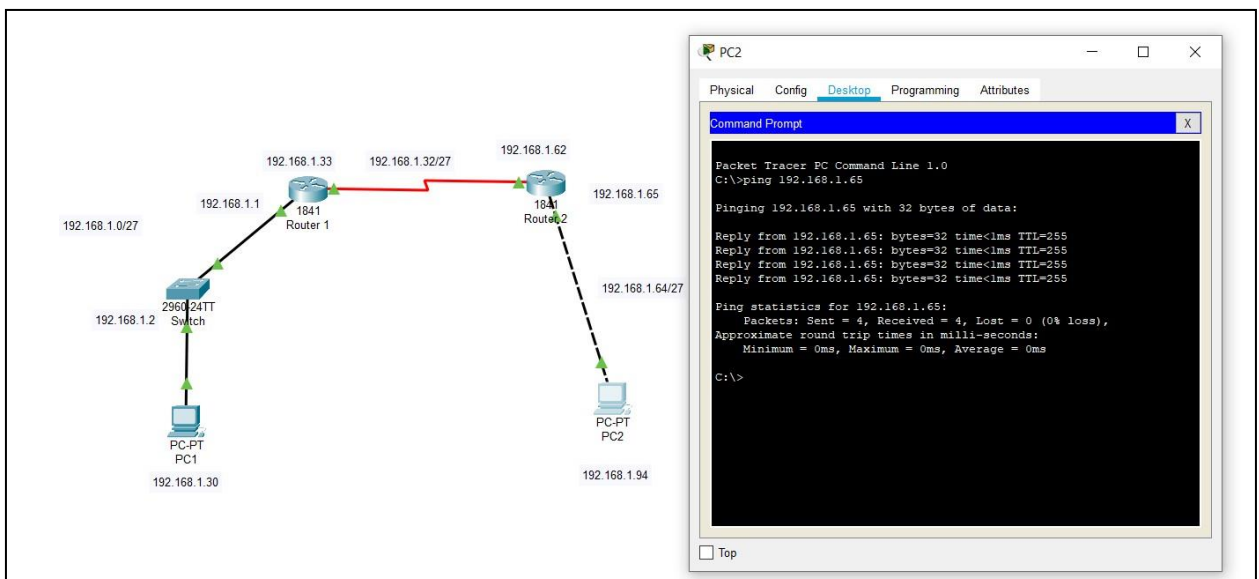 192.168.1.62
192.168.1.33
192.168.1.32/27
192.168.1.65
1841
Router 1
1841
Router 2
192.168.1.1
192.168.1.0/27
2960-24TT
Switch
192.168.1.2
192.168.1.64/27
PC-PT
PC1
192.168.1.30
PC-PT
PC2
192.168.1.94
PC2
Physical Config Desktop Programming Attributes
Command Prompt X
Packet Tracer PC Command Line 1.0
C:\>ping 192.168.1.65
Pinging 192.168.1.65 with 32 bytes of data:
Reply from 192.168.1.65: bytes=32 time<1ms TTL=255
Reply from 192.168.1.65: bytes=32 time<1ms TTL=255
Reply from 192.168.1.65: bytes=32 time<1ms TTL=255
Reply from 192.168.1.65: bytes=32 time<1ms TTL=255
Ping statistics for 192.168.1.65:
Packets: Sent = 4, Received = 4, Lost = 0 (0% loss),
Approximate round trip times in milli-seconds:
Minimum = 0ms, Maximum = 0ms, Average = 0ms
C:\>
Top